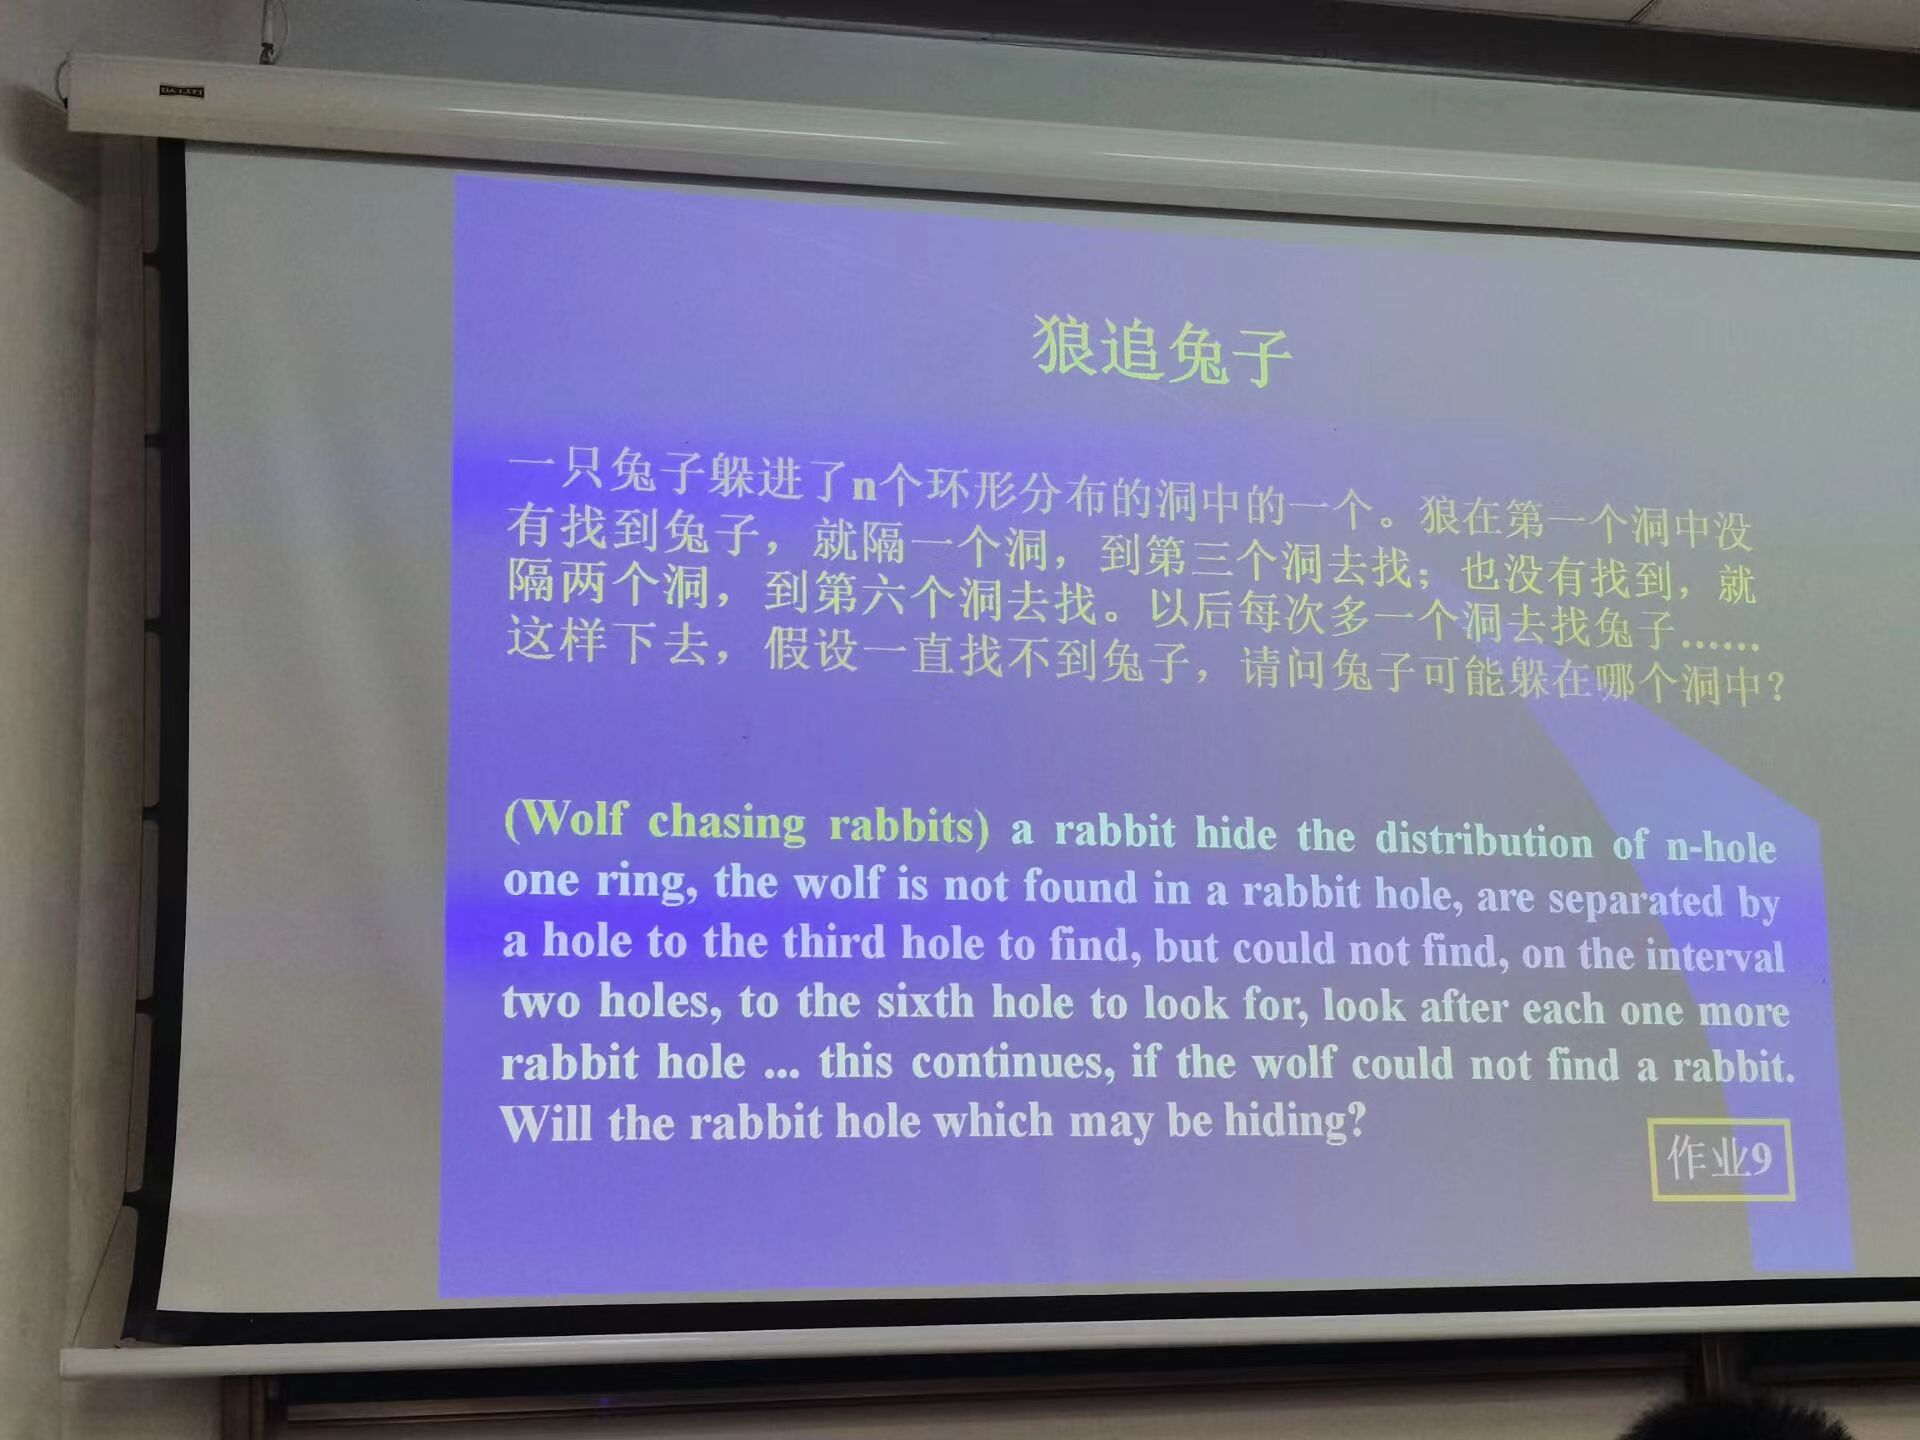 DA-LITE
狼追兔子
一只兔子躲进了n个环形分布的洞中的一个。狼在第一个洞中没
有找到兔子，就隔一个洞，到第三个洞去找；也没有找到，就
隔两个洞，到第六个洞去找。以后每次多一个洞去找兔子......
这样下去，假设一直找不到兔子，请问兔子可能躲在哪个洞中？
(Wolf chasing rabbits) a rabbit hide the distribution of n-hole
one ring, the wolf is not found in a rabbit hole, are separated by
a hole to the third hole to find, but could not find, on the interval
two holes, to the sixth hole to look for, look after each one more
rabbit hole ... this continues, if the wolf could not find a rabbit.
Will the rabbit hole which may be hiding?
作业9